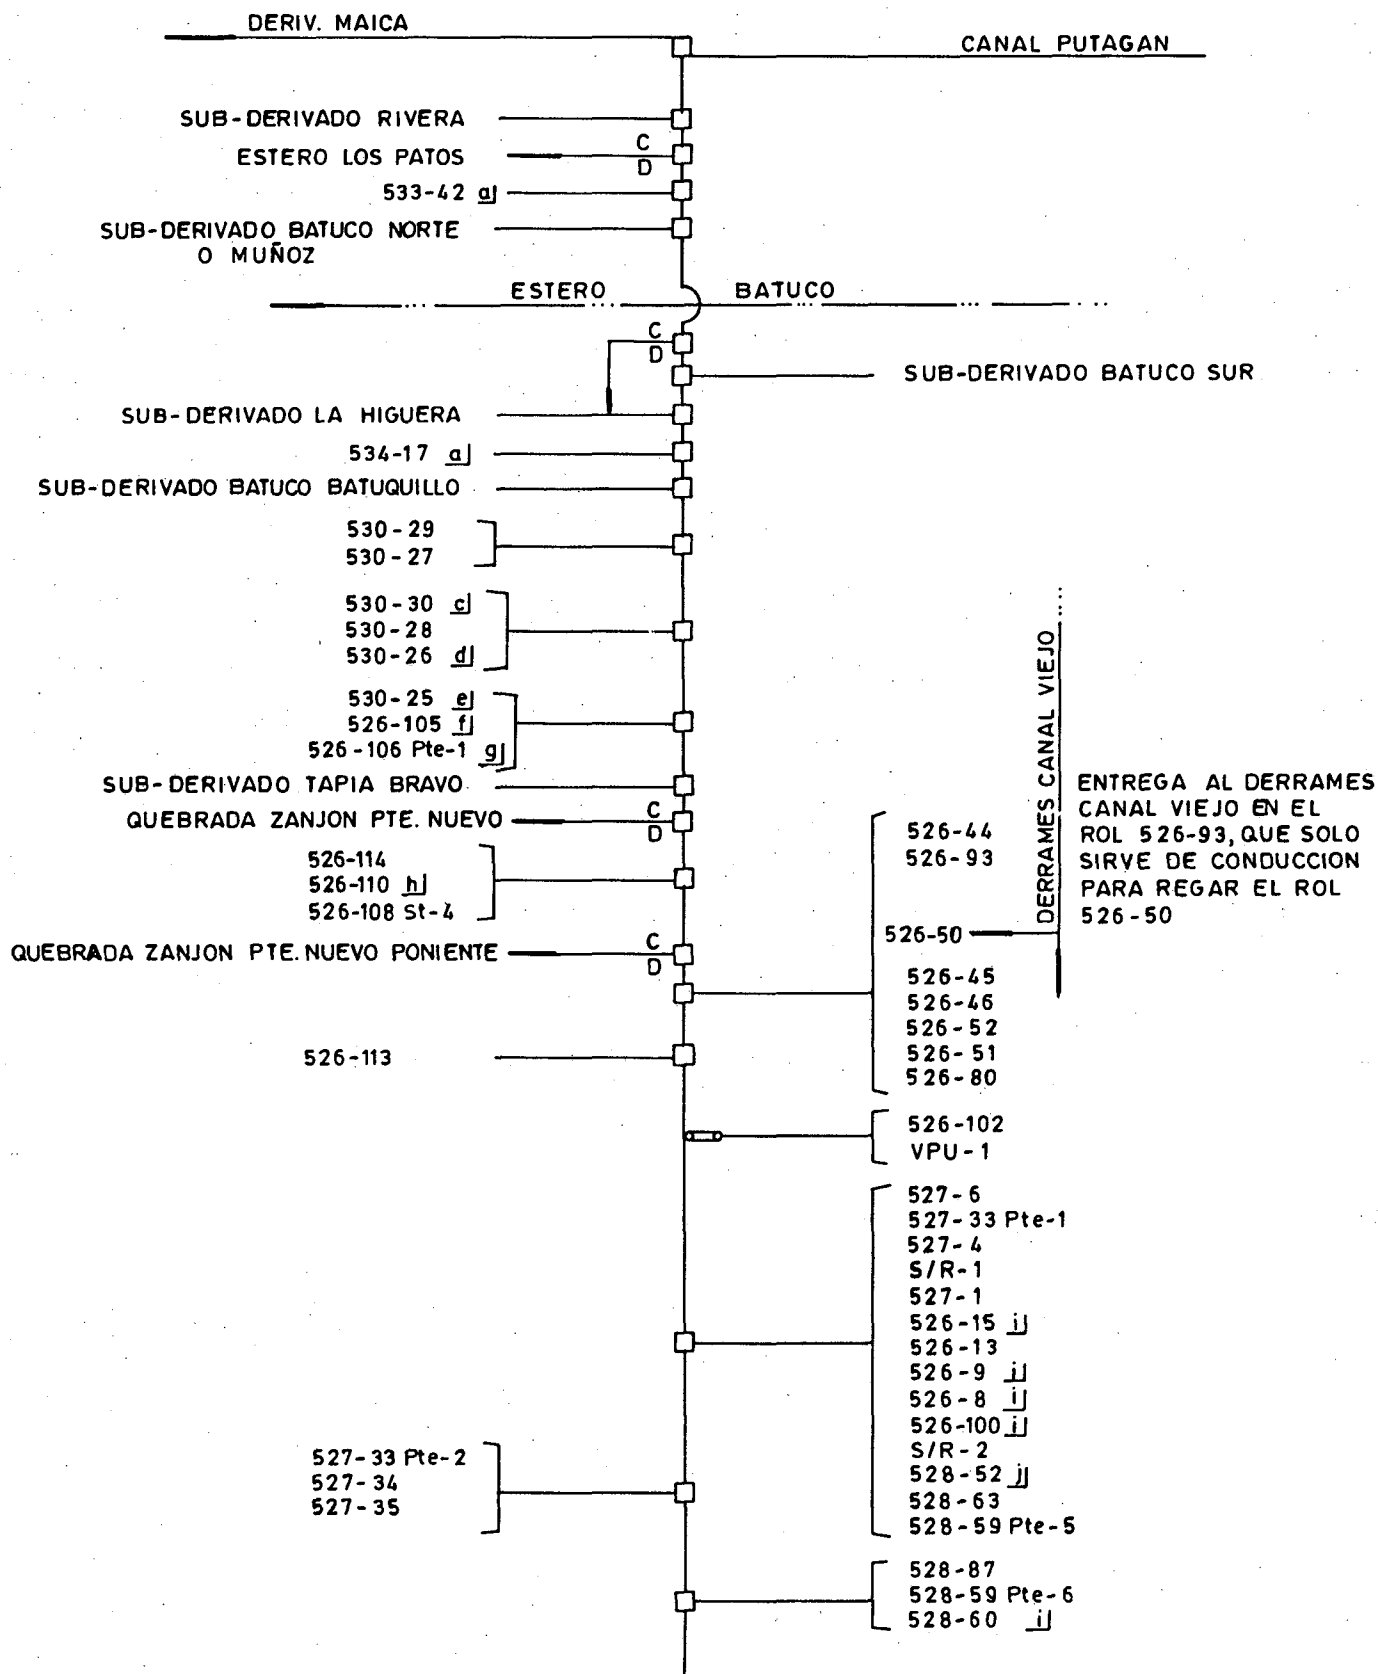 DERIV. MAICA
CANAL PUTAGAN
SUB-DERIVADO RIVERA
ESTERO LOS PATOS
C
D
533-42 a
SUB-DERIVADO BATUCO NORTE
O MUÑOZ
ESTERO BATUCO
C
D
SUB-DERIVADO BATUCO SUR
SUB-DERIVADO LA HIGUERA
534-17 a
SUB-DERIVADO BATUCO BATUQUILLO
530-29
530-27
530-30 c
530-28
530-26 d
530-25 e
526-105 f
526-106 Pte-1 g
SUB-DERIVADO TAPIA BRAVO
QUEBRADA ZANJON PTE. NUEVO
C
D
526-114
526-110 h
526-108 St-4
QUEBRADA ZANJON PTE. NUEVO PONIENTE
C
D
526-44
526-93
526-50
526-45
526-46
526-52
526-51
526-80
DERRAMES CANAL VIEJO
ENTREGA AL DERRAMES
CANAL VIEJO EN EL
ROL 526-93, QUE SOLO
SIRVE DE CONDUCCION
PARA REGAR EL ROL
526-50
526-113
526-102
VPU-1
527-6
527-33 Pte-1
527-4
S/R-1
527-1
526-15 i
526-13
526-9 j
526-8 i
526-100 i
S/R-2
528-52 j
528-63
528-59 Pte-5
527-33 Pte-2
527-34
527-35
528-87
528-59 Pte-6
528-60 i